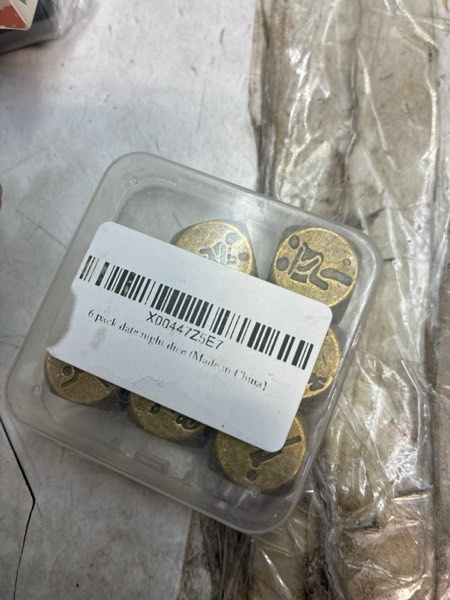 X00447Z5E7
6 pack date night dice (Made in China)